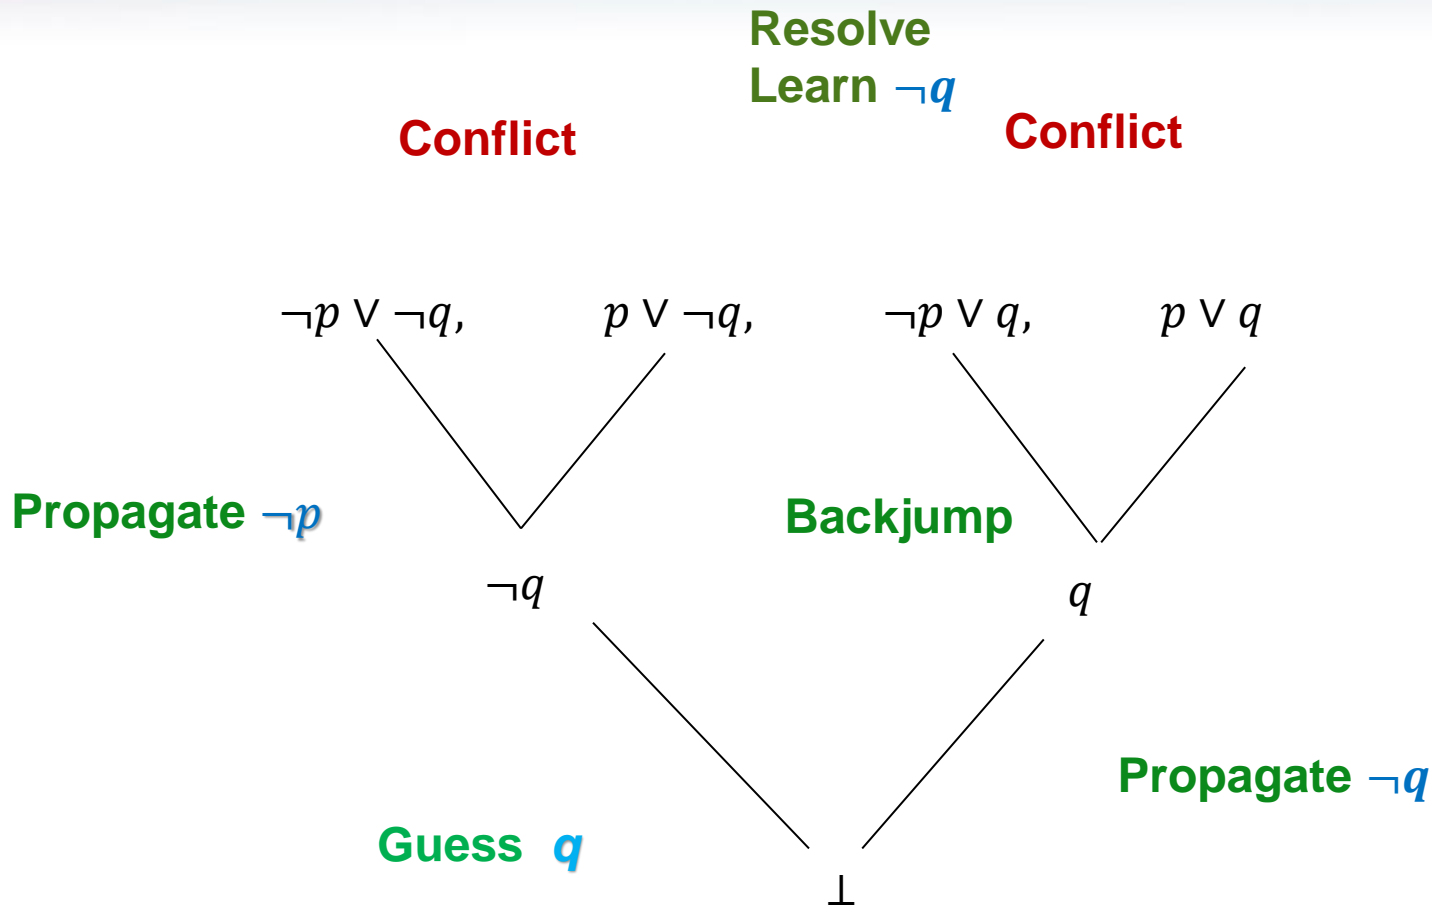 Resolve
Learn ¬q
Conflict
Conflict
¬p ∨ ¬q, p ∨ ¬q, ¬p ∨ q, p ∨ q
Propagate ¬p
Backjump
¬q
q
Propagate ¬q
Guess q
⊥